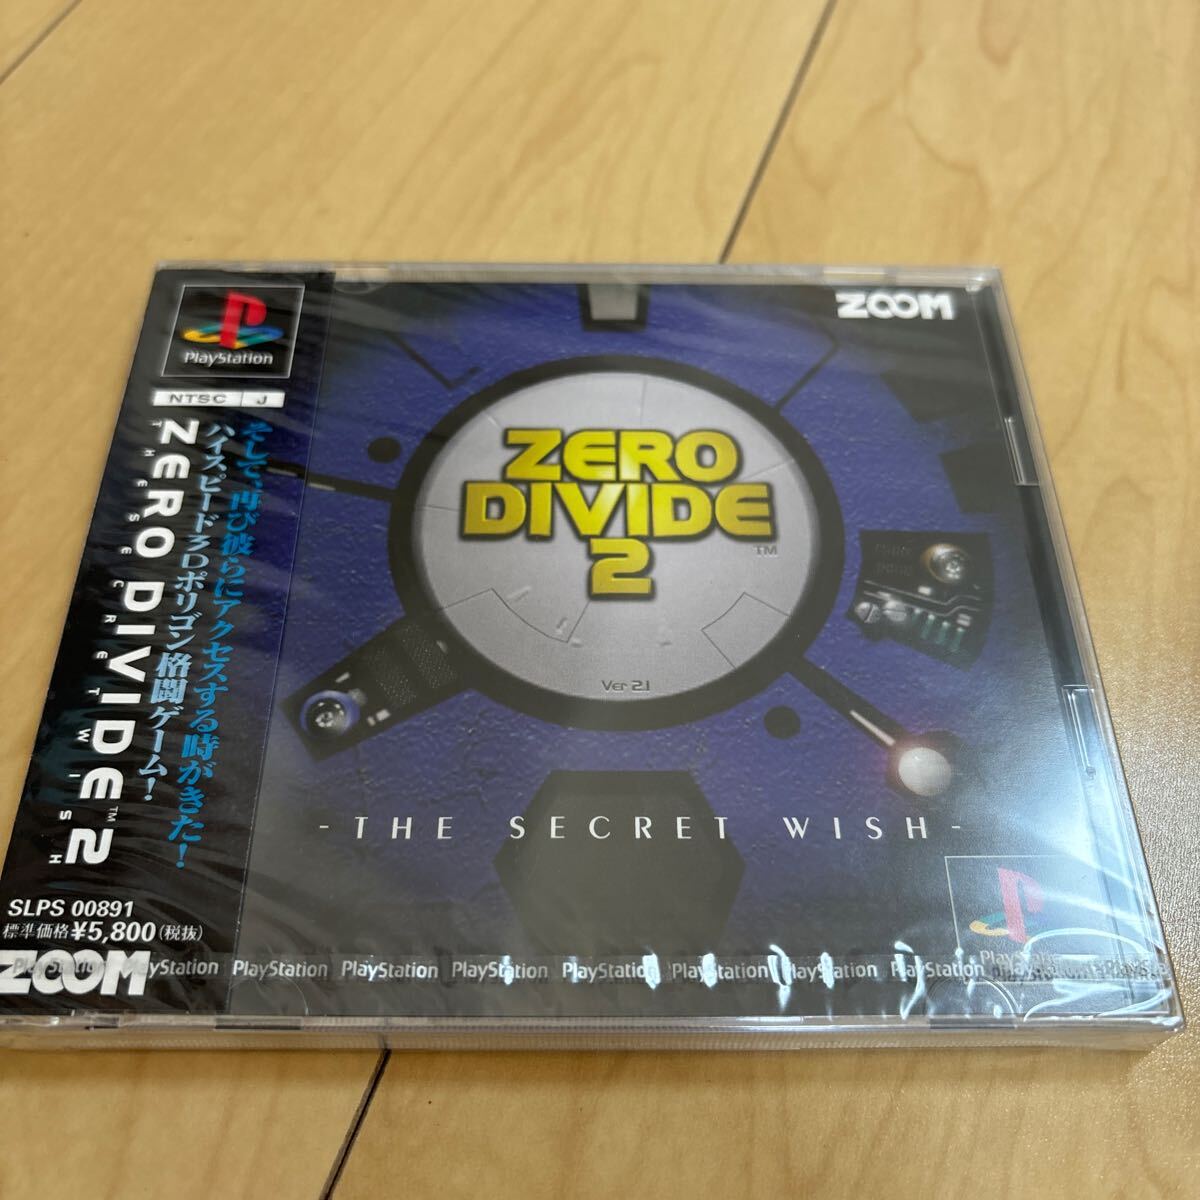 PlayStation
NTSC J
そして、再び彼らにアクセスする時がきた!
ハイスピード3Dポリゴン格闘ゲーム!
ZERO DIVIDE™ 2
THE SECRET WISH
SLPS 00891
標準価格¥5,800(税抜)
ZOOM
ZOOM
ZERO
DIVIDE
2
TM
Ver 2.1
-THE SECRET WISH-
PlayStation
PlayStation PlayStation PlayStation PlayStation PlayStation PlayStation PlayStation PlayStation PlayStation PlayStation